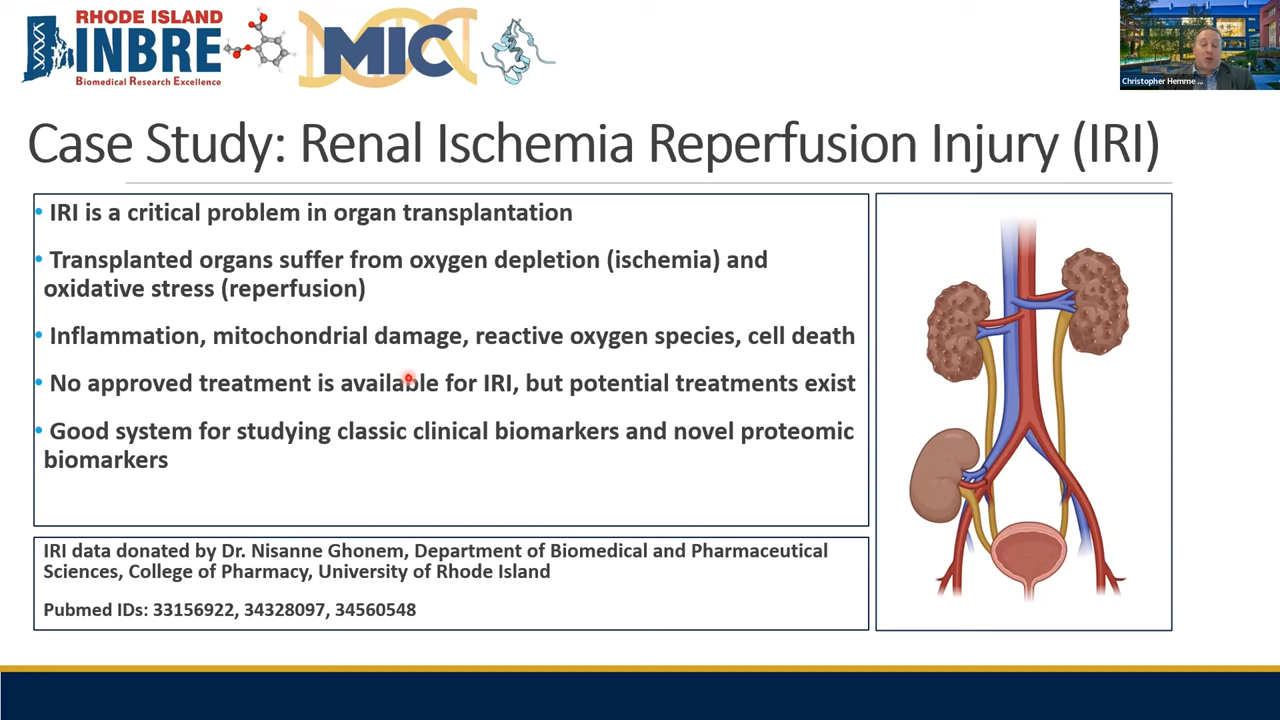 RHODE ISLAND
INBRE
Biomedical Research Excellence
MIC
Christopher Hemme ...
Case Study: Renal Ischemia Reperfusion Injury (IRI)
• IRI is a critical problem in organ transplantation
• Transplanted organs suffer from oxygen depletion (ischemia) and
oxidative stress (reperfusion)
• Inflammation, mitochondrial damage, reactive oxygen species, cell death
• No approved treatment is available for IRI, but potential treatments exist
• Good system for studying classic clinical biomarkers and novel proteomic
biomarkers
IRI data donated by Dr. Nisanne Ghonem, Department of Biomedical and Pharmaceutical
Sciences, College of Pharmacy, University of Rhode Island
Pubmed IDs: 33156922, 34328097, 34560548